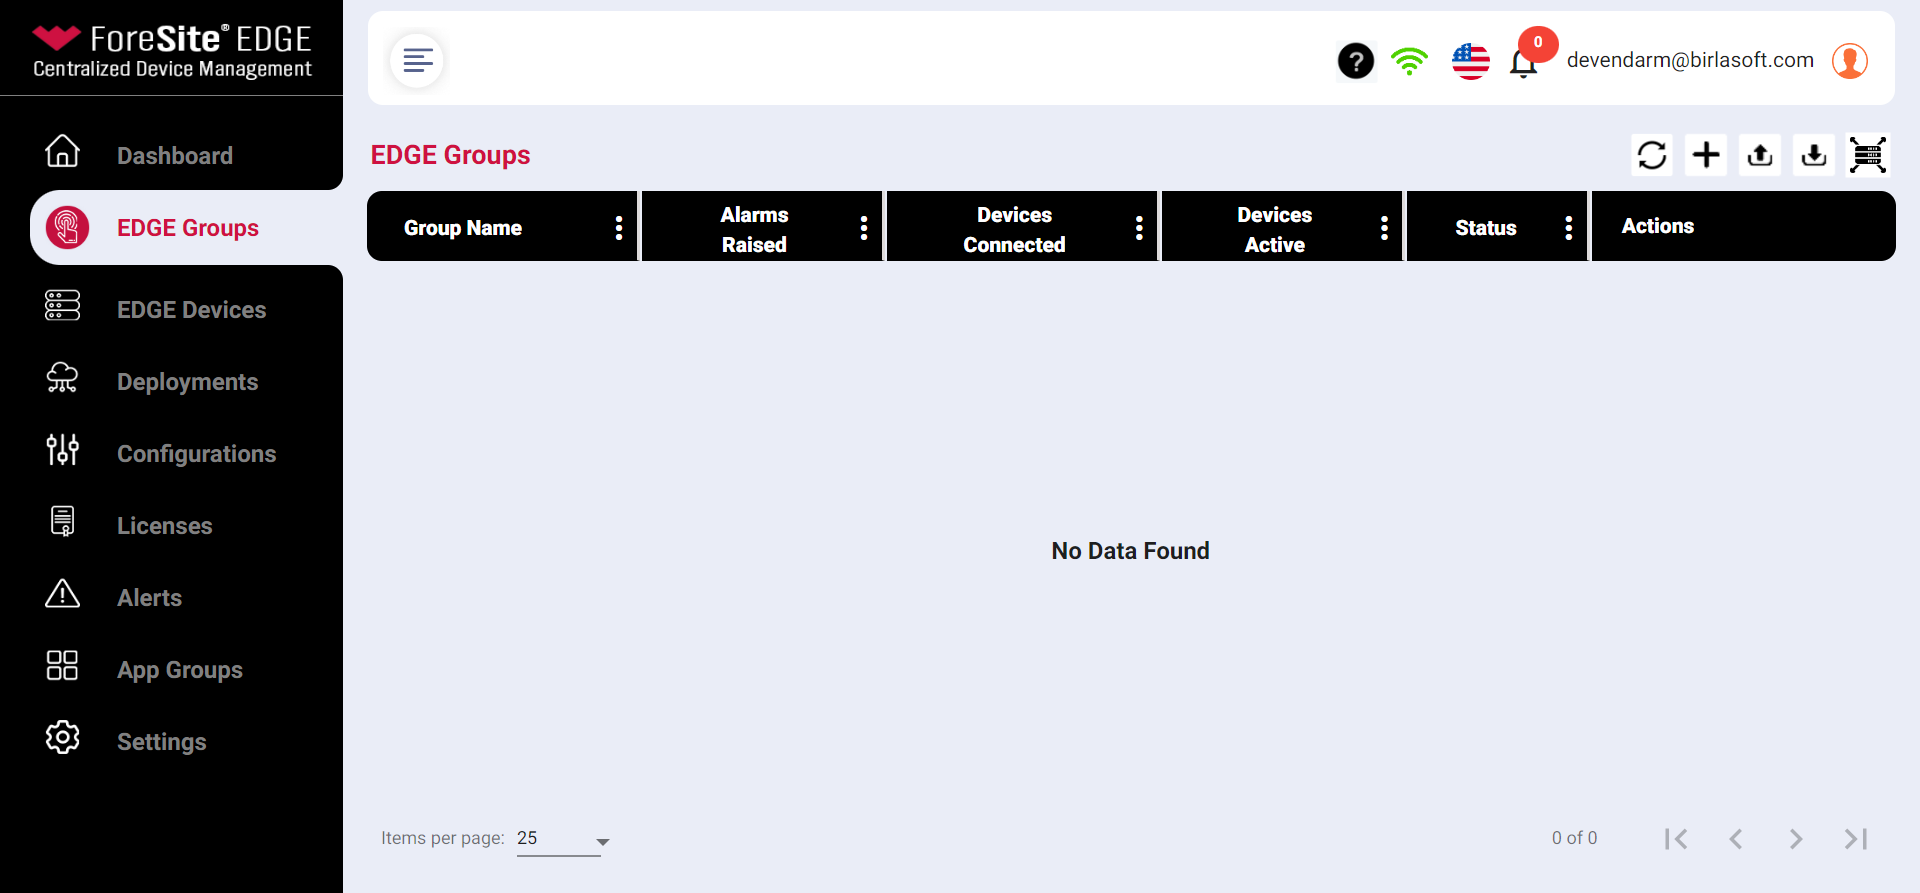 ForeSite® EDGE
Centralized Device Management
Dashboard
EDGE Groups
EDGE Devices
Deployments
Configurations
Licenses
Alerts
App Groups
Settings
?
0
devendarm@birlasoft.com
EDGE Groups
Group Name
Alarms
Raised
Devices
Connected
Devices
Active
Status
Actions
No Data Found
Items per page: 25
0 of 0